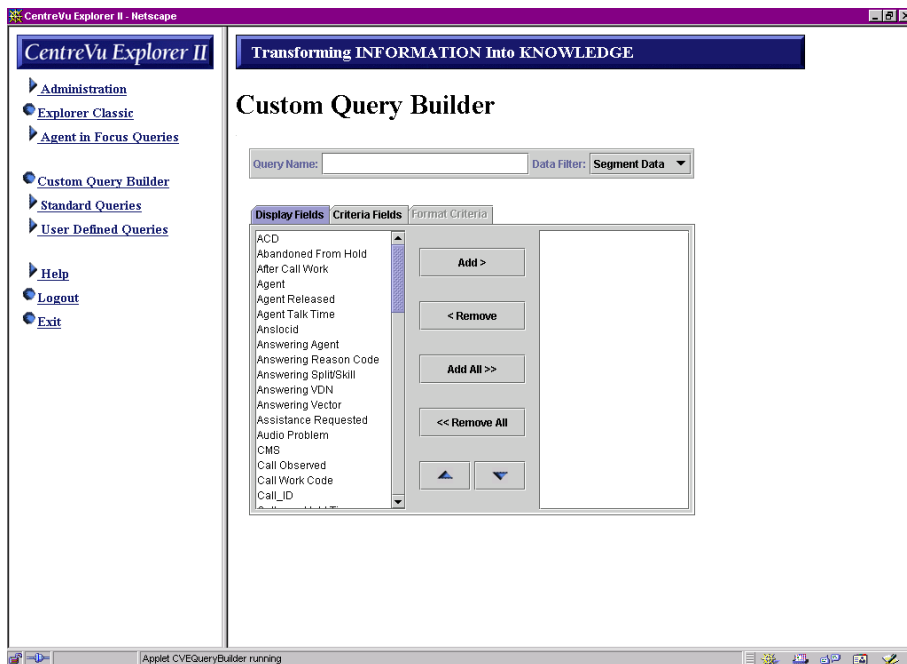 CentreVu Explorer II - Netscape
CentreVu Explorer II
Administration
Explorer Classic
Agent in Focus Queries
Custom Query Builder
Standard Queries
User Defined Queries
Help
Logout
Exit
Transforming INFORMATION Into KNOWLEDGE
Custom Query Builder
Query Name: Data Filter: Segment Data
Display Fields Criteria Fields Format Criteria
ACD
Abandoned From Hold
After Call Work
Agent
Agent Released
Agent Talk Time
Anslocid
Answering Agent
Answering Reason Code
Answering Split/Skill
Answering VDN
Answering Vector
Assistance Requested
Audio Problem
CMS
Call Observed
Call Work Code
Call_ID
Add >
< Remove
Add All >>
<< Remove All
Applet CVEQueryBuilder running